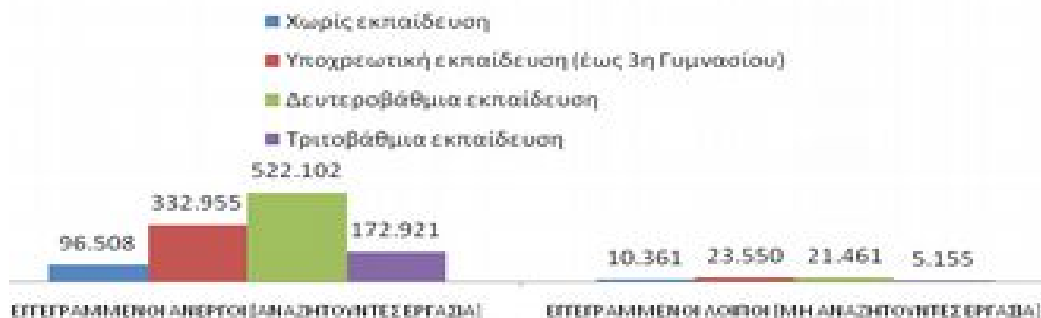 Χωρίς εκπαίδευση
Υποχρεωτική εκπαίδευση (έως 3η Γυμνασίου)
Δευτεροβάθμια εκπαίδευση
Τριτοβάθμια εκπαίδευση
96.508
332.955
522.102
172.921
10.361
23.550
21.461
5.155
ΕΓΓΕΓΡΑΜΜΕΝΟΙ ΑΝΕΡΓΟΙ [ΑΝΑΖΗΤΟΥΝΤΕΣ ΕΡΓΑΣΙΑ]
ΕΓΓΕΓΡΑΜΜΕΝΟΙ ΛΟΙΠΟΙ [ΜΗ ΑΝΑΖΗΤΟΥΝΤΕΣ ΕΡΓΑΣΙΑ]